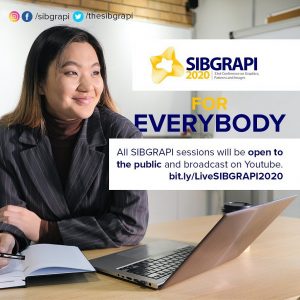 /sibgrapi /thesibgrapi
SIBGRAPI
2020
33rd Conference on Graphics,
Patterns and Images
FOR
EVERYBODY
All SIBGRAPI sessions will be open to
the public and broadcast on Youtube.
bit.ly/LiveSIBGRAPI2020